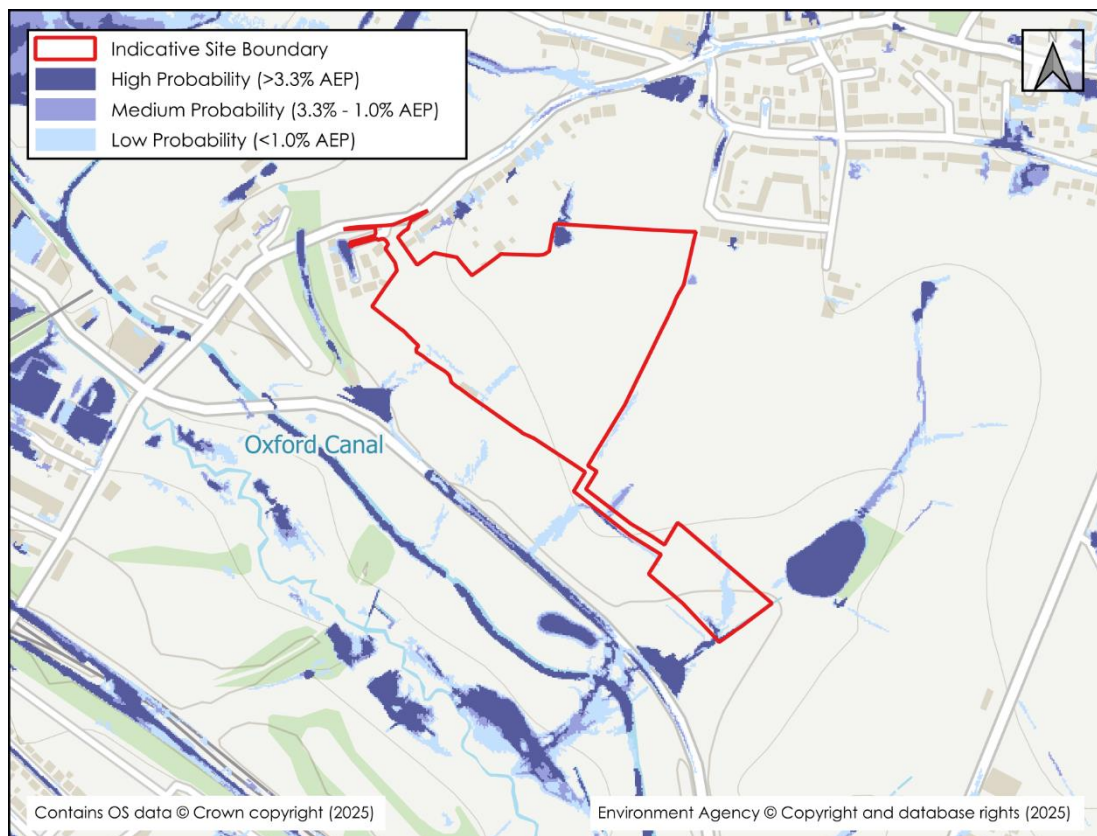 Indicative Site Boundary
High Probability (>3.3% AEP)
Medium Probability (3.3% - 1.0% AEP)
Low Probability (<1.0% AEP)
N
Oxford Canal
Contains OS data © Crown copyright (2025)
Environment Agency © Copyright and database rights (2025)